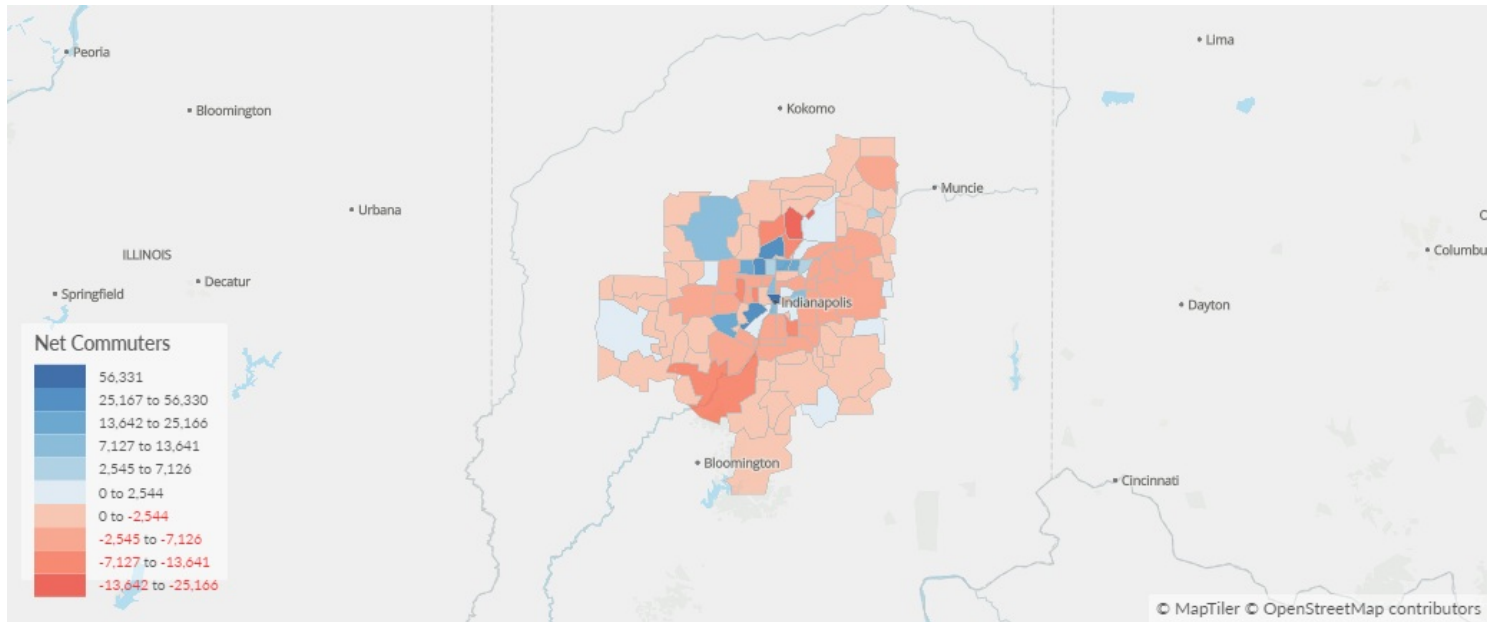 Lima
Peoria
Kokomo
Bloomington
Muncie
Urbana
C
Columbu
ILLINOIS
Decatur
Springfield
Indianapolis
Dayton
Net Commuters
56,331
25,167 to 56,330
13,642 to 25,166
7,127 to 13,641
2,545 to 7,126
0 to 2,544
0 to -2,544
-2,545 to -7,126
-7,127 to -13,641
-13,642 to -25,166
Bloomington
Cincinnati
© MapTiler © OpenStreetMap contributors